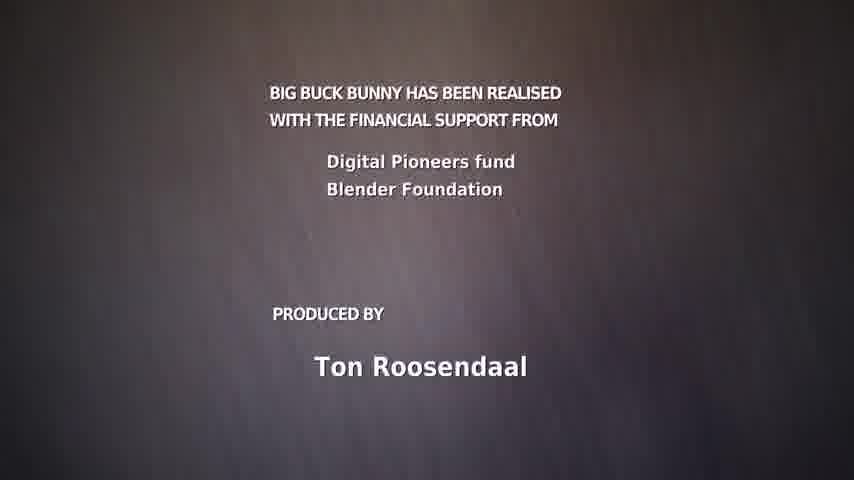 BIG BUCK BUNNY HAS BEEN REALISED
WITH THE FINANCIAL SUPPORT FROM
Digital Pioneers fund
Blender Foundation
PRODUCED BY
Ton Roosendaal